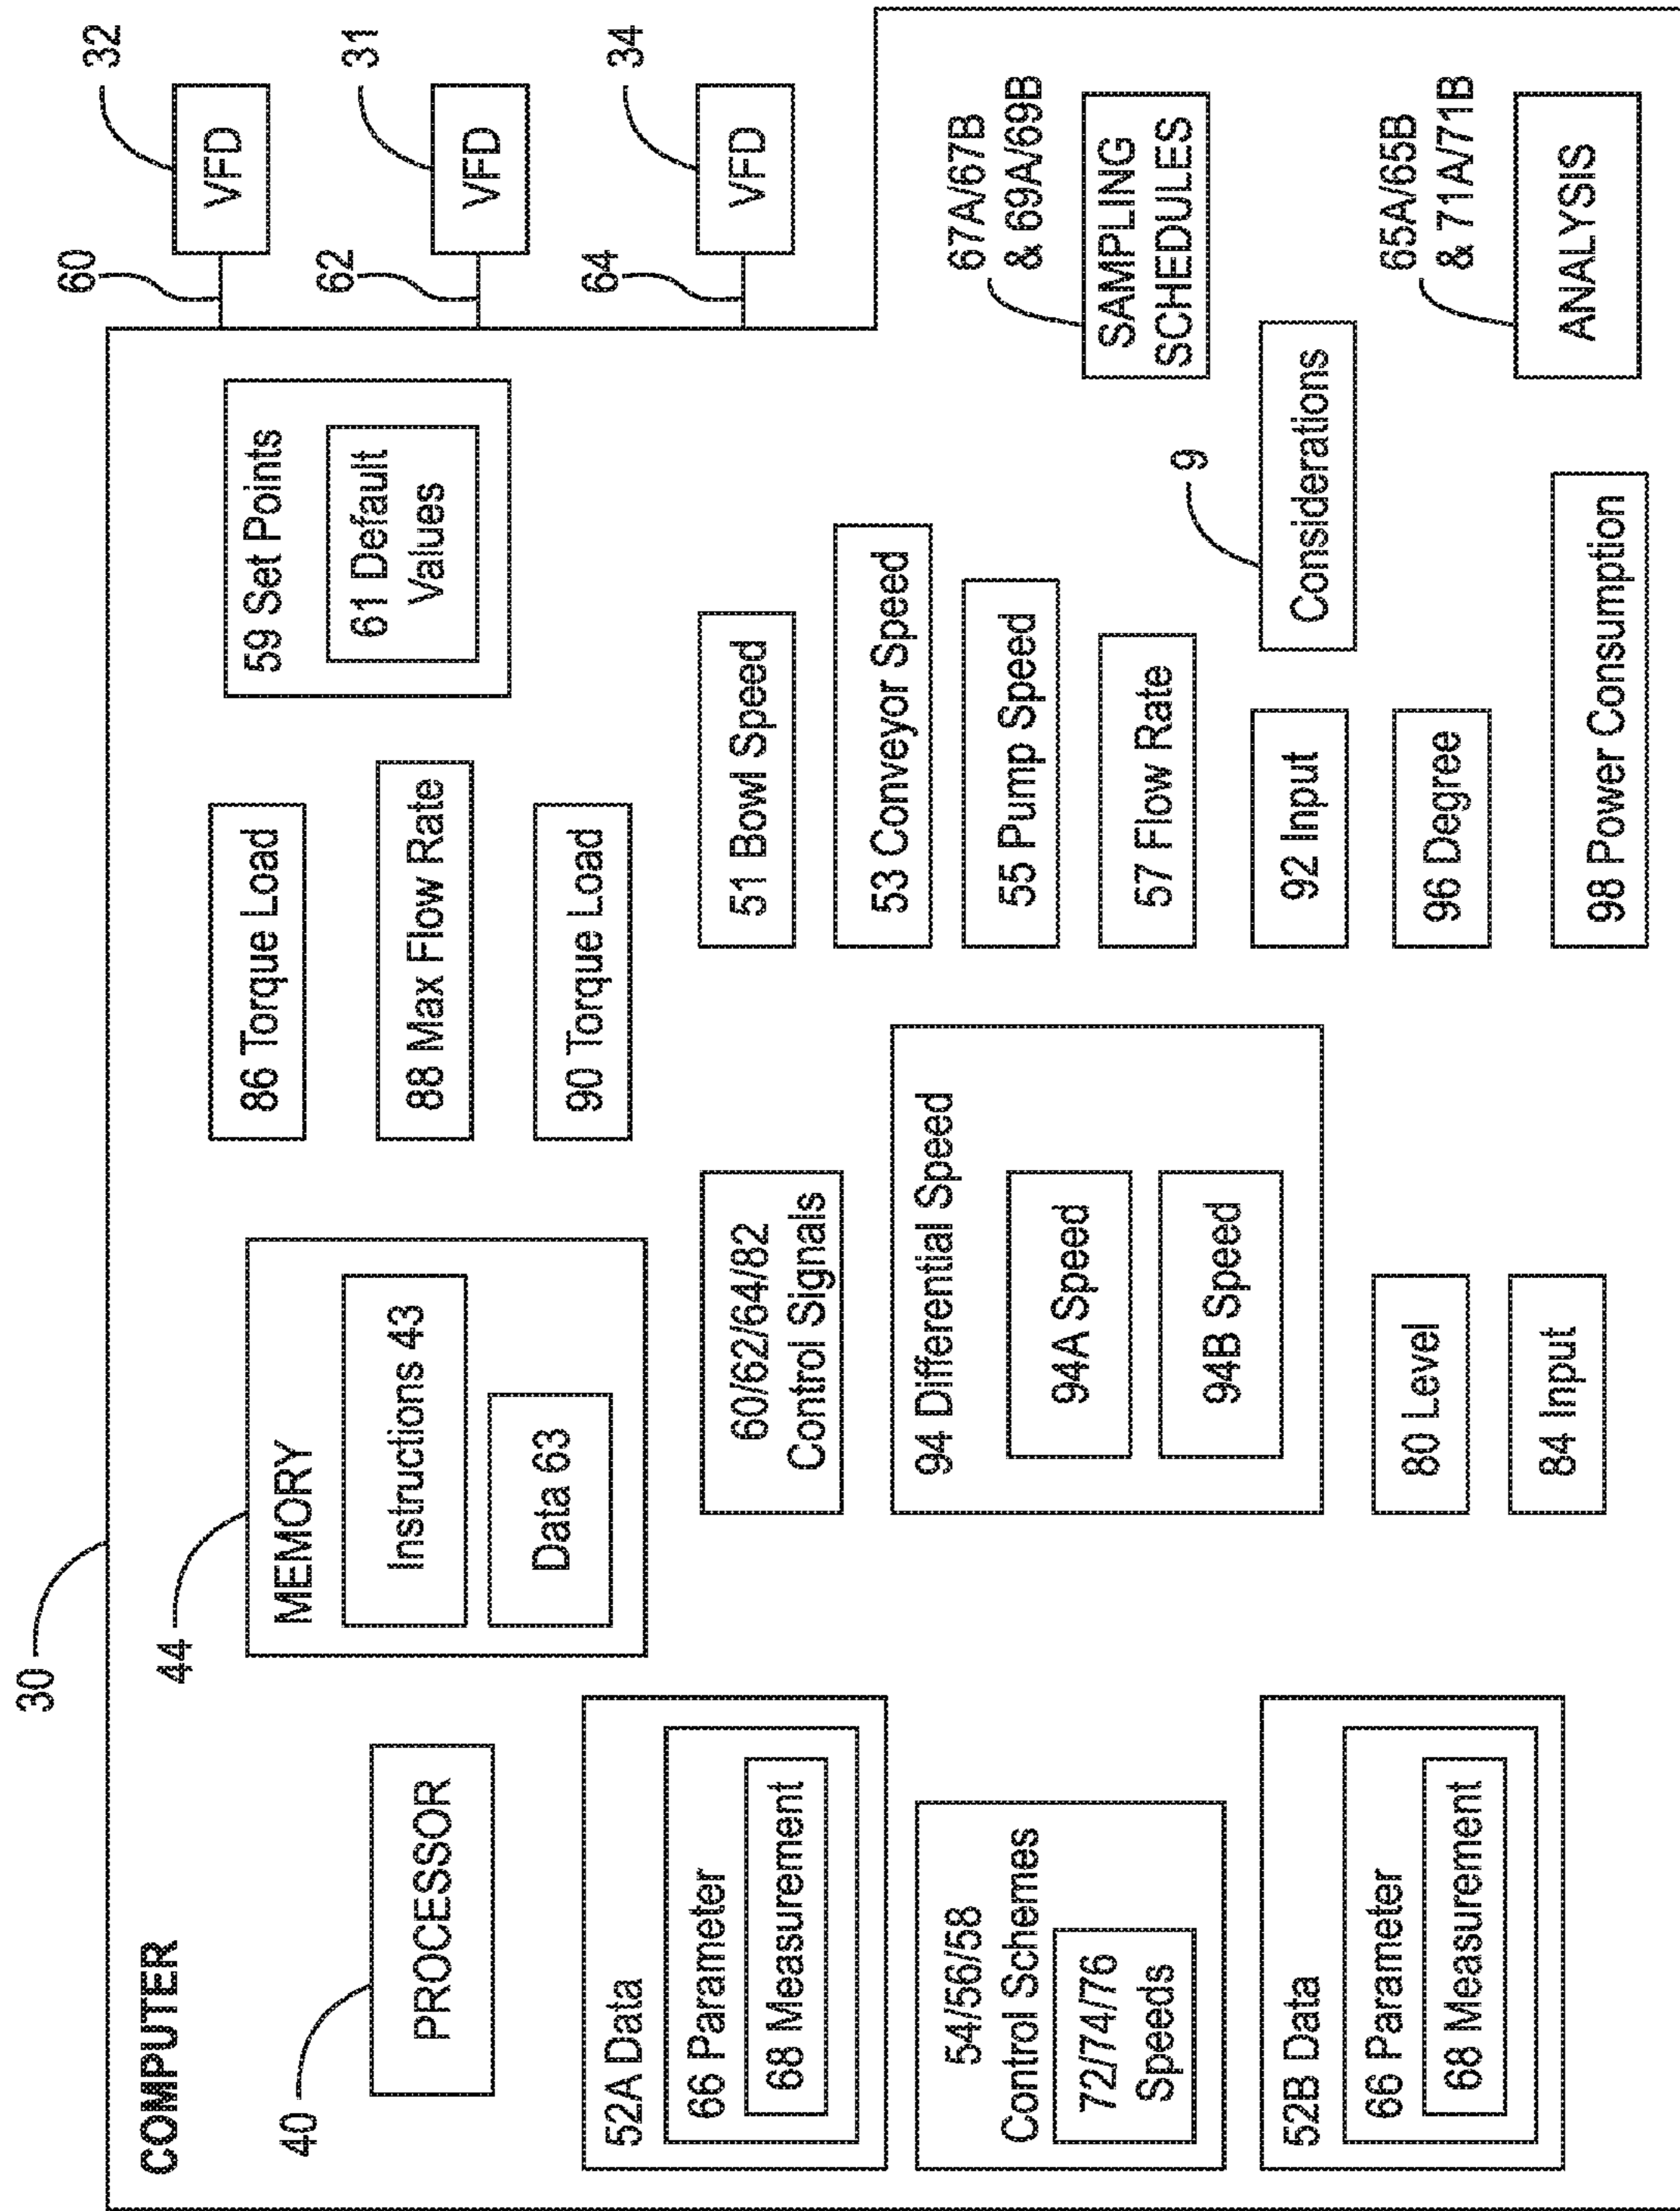 30
COMPUTER
40
PROCESSOR
44
MEMORY
Instructions 43
Data 63
86 Torque Load
88 Max Flow Rate
90 Torque Load
59 Set Points
61 Default
Values
60
VFD
32
62
VFD
31
64
VFD
34
52A Data
66 Parameter
68 Measurement
54/56/58
Control Schemes
72/74/76
Speeds
52B Data
66 Parameter
68 Measurement
60/62/64/82
Control Signals
94 Differential Speed
94A Speed
94B Speed
80 Level
84 Input
51 Bowl Speed
53 Conveyor Speed
55 Pump Speed
57 Flow Rate
92 Input
96 Degree
98 Power Consumption
9
Considerations
67A/67B
& 69A/69B
SAMPLING
SCHEDULES
65A/65B
& 71A/71B
ANALYSIS